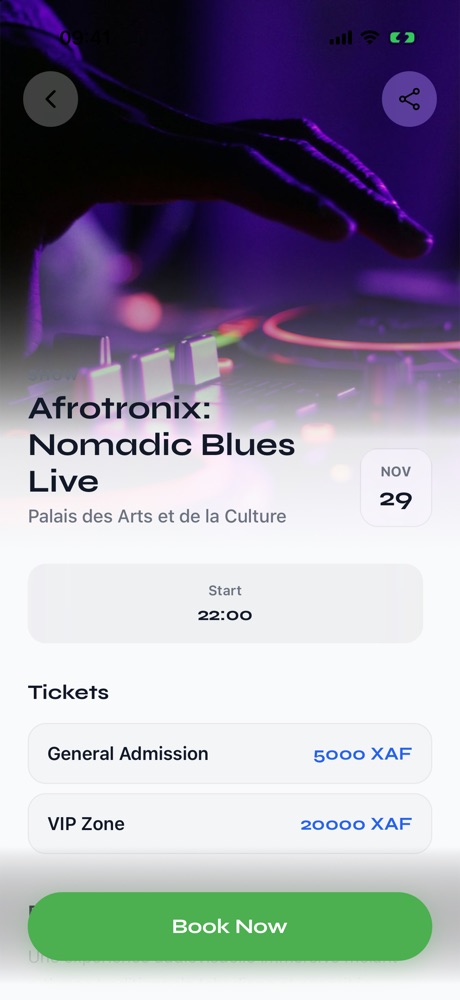 09:41
Afrotronix:
Nomadic Blues
Live
Palais des Arts et de la Culture
NOV
29
Start
22:00
Tickets
General Admission
5000 XAF
VIP Zone
20000 XAF
Book Now